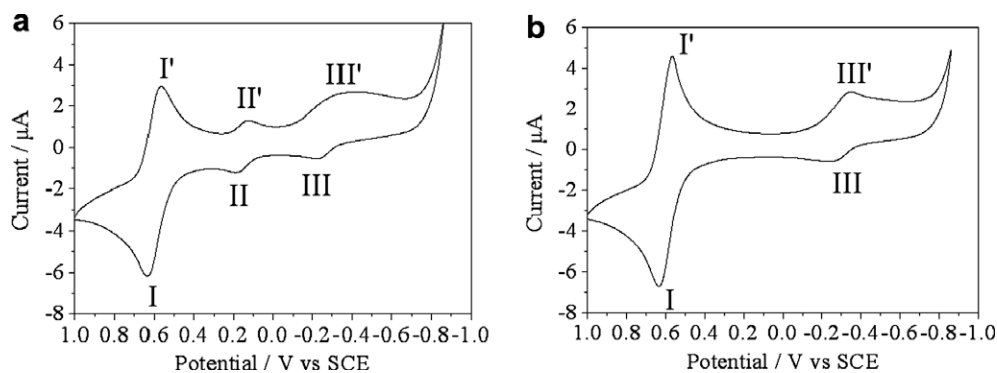 a
6
4
2
0
-2
-4
-6
-8
Current / μA
I'
II'
III'
I
II
III
1.0 0.8 0.6 0.4 0.2 0.0 -0.2-0.4-0.6-0.8-1.0
Potential / V vs SCE
b
6
4
2
0
-2
-4
-6
-8
Current / μA
I'
III'
I
III
1.0 0.8 0.6 0.4 0.2 0.0 -0.2-0.4-0.6-0.8-1.0
Potential / V vs SCE